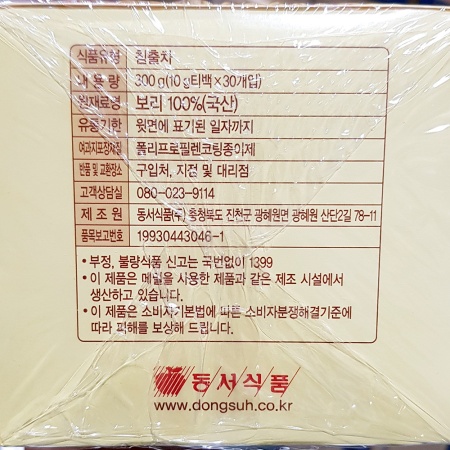 식품유형 침출차
내 용 량 300 g(10 g티백×30개입)
원재료명 보리 100%(국산)
유통기한 윗면에 표기된 일자까지
여과지포장재질 폴리프로필렌코팅종이제
반품 및 교환장소 구입처, 지점 및 대리점
고객상담실 080-023-9114
제 조 원 동서식품(주) 충청북도 진천군 광혜원면 광혜원 산단2길 78-11
품목보고번호 19930443046-1
• 부정, 불량식품 신고는 국번없이 1399
• 이 제품은 메밀을 사용한 제품과 같은 제조 시설에서
생산하고 있습니다.
• 이 제품은 소비자기본법에 따른 소비자분쟁해결기준에
따라 피해를 보상해 드립니다.
동서식품
www.dongsuh.co.kr